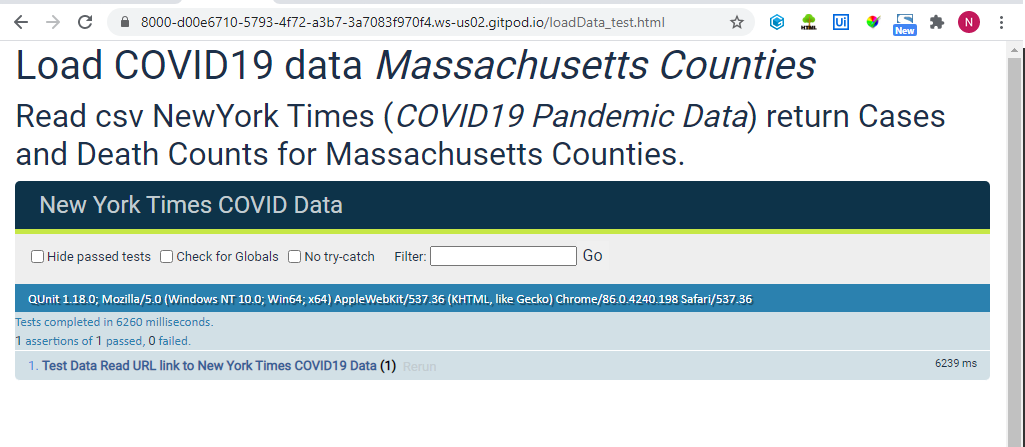 8000-d00e6710-5793-4f72-a3b7-3a7083f970f4.ws-us02.gitpod.io/loadData_test.html
HTML Ui New N
Load COVID19 data Massachusetts Counties
Read csv NewYork Times (COVID19 Pandemic Data) return Cases
and Death Counts for Massachusetts Counties.
New York Times COVID Data
Hide passed tests Check for Globals No try-catch Filter: Go
QUnit 1.18.0; Mozilla/5.0 (Windows NT 10.0; Win64; x64) AppleWebKit/537.36 (KHTML, like Gecko) Chrome/86.0.4240.198 Safari/537.36
Tests completed in 6260 milliseconds.
1 assertions of 1 passed, 0 failed.
1. Test Data Read URL link to New York Times COVID19 Data (1) Rerun 6239 ms